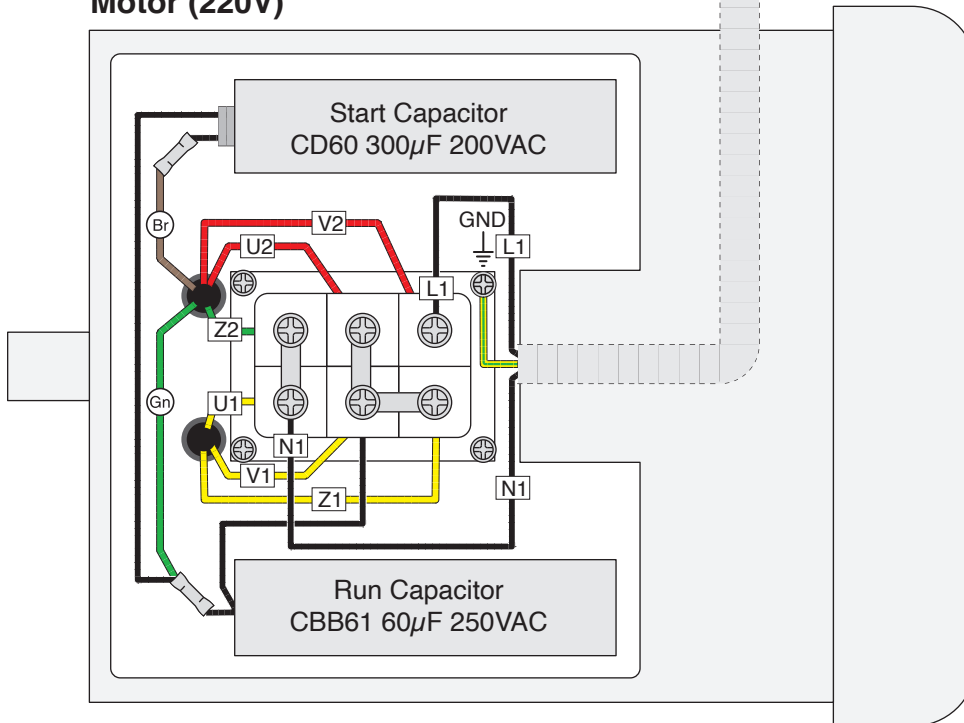 Motor (220V)
Start Capacitor
CD60 300µF 200VAC
Br
V2
GND
U2
L1
L1
Z2
Gn
U1
N1
V1
N1
Z1
Run Capacitor
CBB61 60µF 250VAC